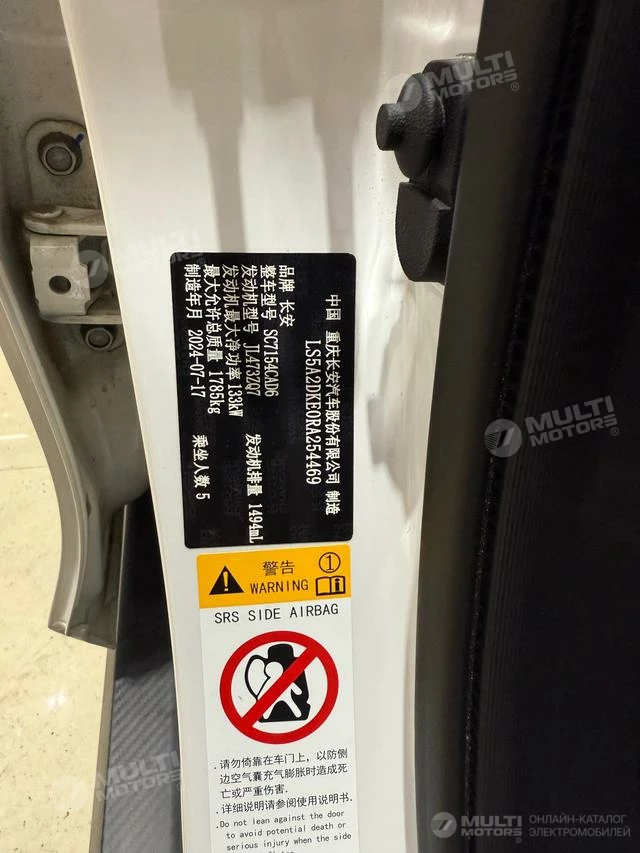 中国 重庆长安汽车股份有限公司 制造
LS5A2DKB0RA254469
品牌 长安
整车型号 SC7154CAD6
发动机型号 JL473ZQ7 发动机排量 1494mL
发动机最大净功率 133kW
最大允许总质量 1785kg 乘坐人数 5
制造年月 2024-07-17
警告
WARNING
①
SRS SIDE AIRBAG
.请勿倚靠在车门上，以防侧
边空气囊充气膨胀时造成死
亡或严重伤害.
.详细说明请参阅使用说明书.
.Do not lean against the door
to avoid potential death or
serious injury when the side
MULTI
MOTORS®
ОНЛАЙН-КАТАЛОГ
ЭЛЕКТРОМОБИЛЕЙ
MULTI
MOTORS®
MULTI
MOTORS®
ОНЛАЙН-КАТАЛОГ
ЭЛЕКТРОМОБИЛЕЙ